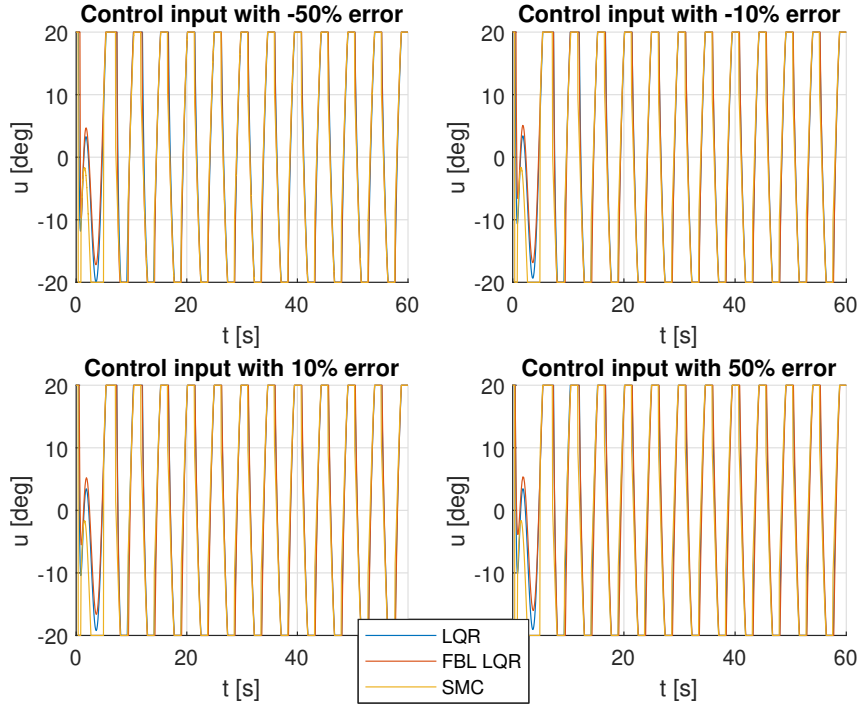 Control input with -50% error
20
10
0
-10
-20
u [deg]
0
20
40
60
t [s]
Control input with -10% error
20
10
0
-10
-20
u [deg]
0
20
40
60
t [s]
Control input with 10% error
20
10
0
-10
-20
u [deg]
0
20
40
60
t [s]
Control input with 50% error
20
10
0
-10
-20
u [deg]
0
20
40
60
t [s]
LQR
FBL LQR
SMC